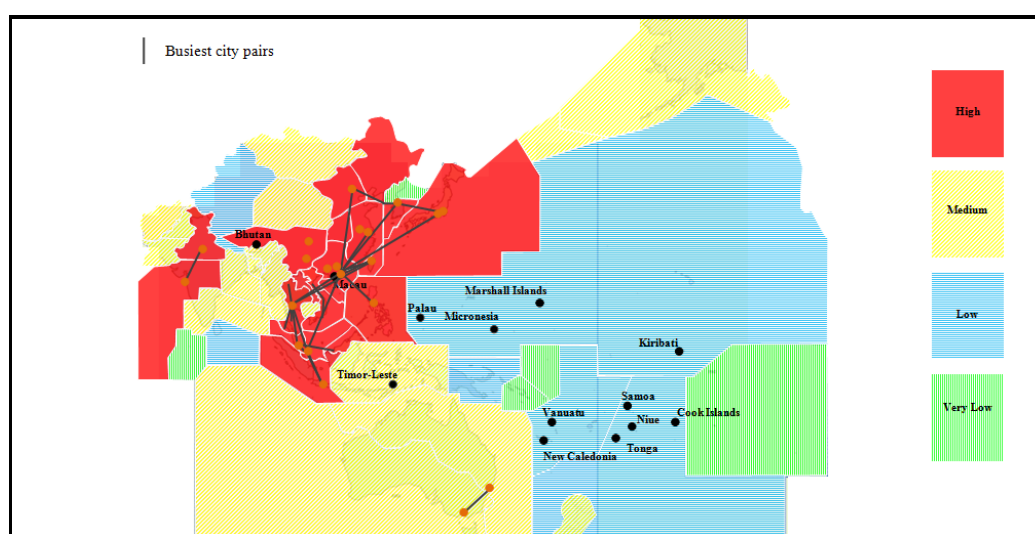 Busiest city pairs
High
Medium
Bhutan
Macau
Marshall Islands
Palau
Micronesia
Low
Kiribati
Timor-Leste
Samoa
Vanuatu
Niue
Cook Islands
Very Low
Tonga
New Caledonia